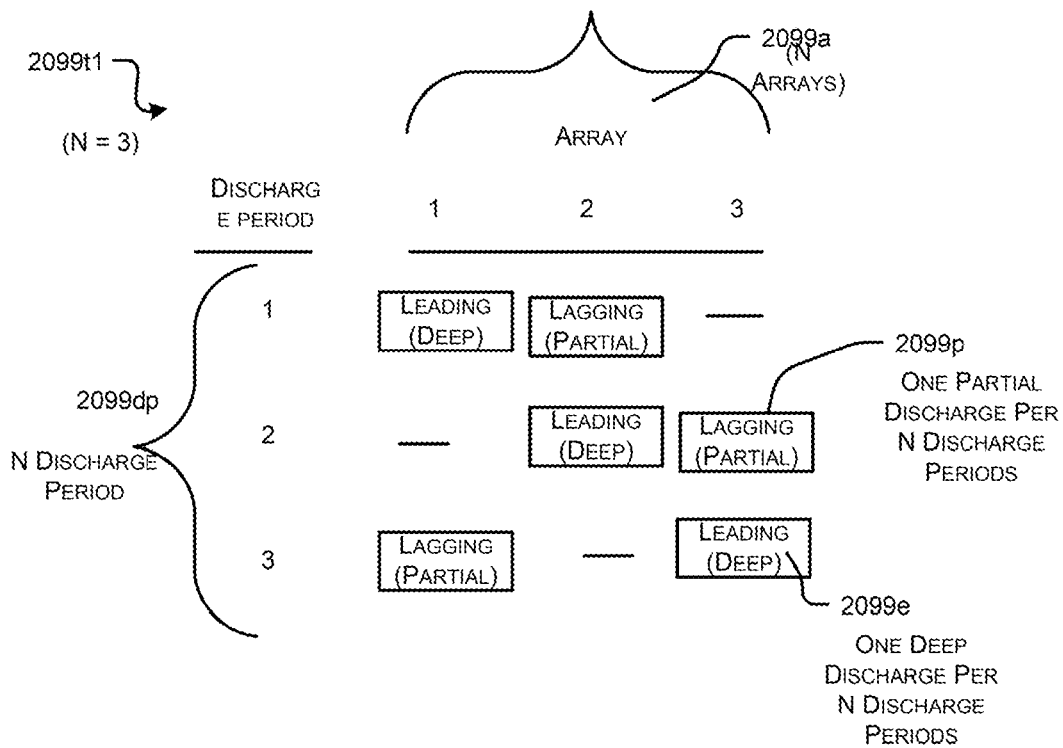 2099t1
(N = 3)
2099a
(N
ARRAYS)
ARRAY
DISCHARG
E PERIOD
1 2 3
1
LEADING
(DEEP)
LAGGING
(PARTIAL)
—
2099dp
N DISCHARGE
PERIOD
2
—
LEADING
(DEEP)
LAGGING
(PARTIAL)
2099p
ONE PARTIAL
DISCHARGE PER
N DISCHARGE
PERIODS
3
LAGGING
(PARTIAL)
—
LEADING
(DEEP)
2099e
ONE DEEP
DISCHARGE PER
N DISCHARGE
PERIODS